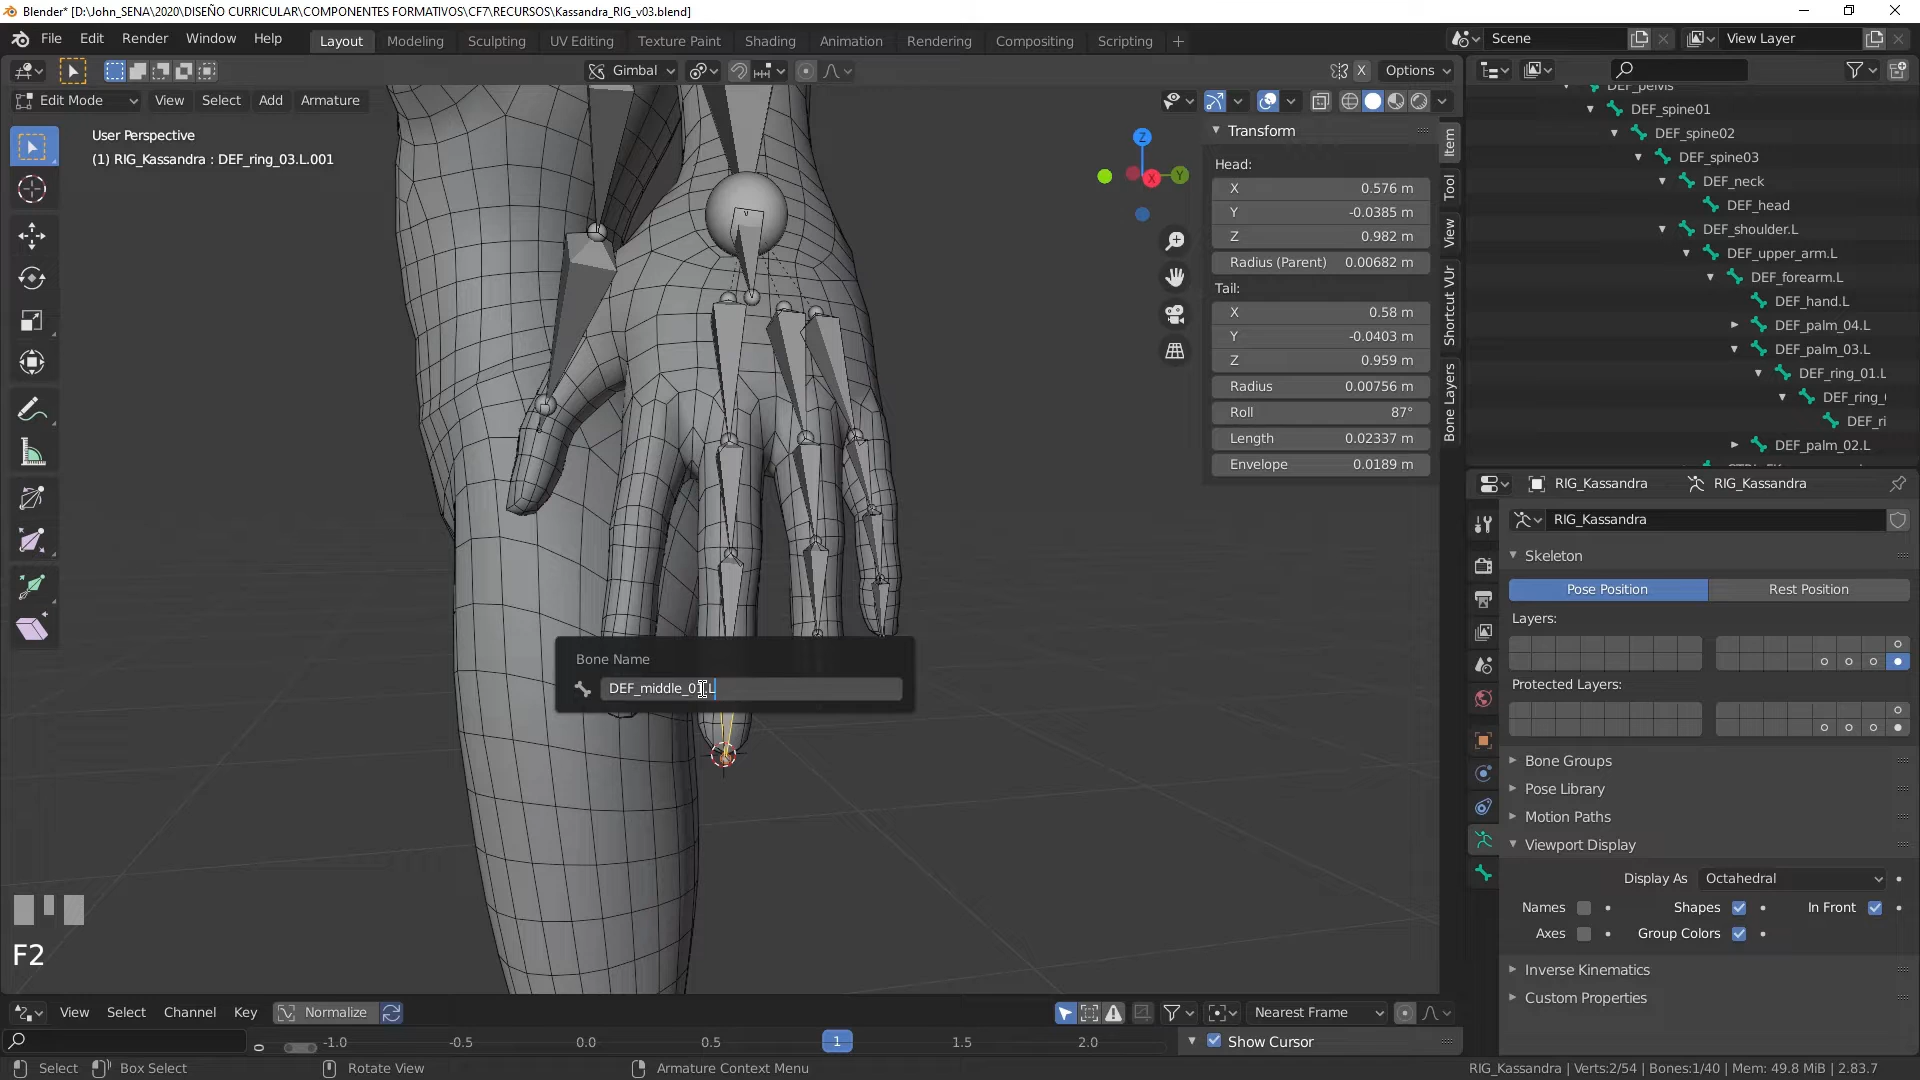 Blender* [D:\John_SENA\2020\DISEÑO CURRICULAR\COMPONENTES FORMATIVOS\CF7\RECURSOS\Kassandra_RIG_v03.blend]
File Edit Render Window Help
Layout Modeling Sculpting UV Editing Texture Paint Shading Animation Rendering Compositing Scripting +
Scene View Layer
Gimbal
X Options
Edit Mode View Select Add Armature
User Perspective
(1) RIG_Kassandra : DEF_ring_03.L.001
Z
X
Y
Transform
Head:
X 0.576 m
Y -0.0385 m
Z 0.982 m
Radius (Parent) 0.00682 m
Tail:
X 0.58 m
Y -0.0403 m
Z 0.959 m
Radius 0.00756 m
Roll 87°
Length 0.02337 m
Envelope 0.0189 m
Item
Tool
View
Shortcut VUr
Bone Layers
DEF_pelvis
DEF_spine01
DEF_spine02
DEF_spine03
DEF_neck
DEF_head
DEF_shoulder.L
DEF_upper_arm.L
DEF_forearm.L
DEF_hand.L
DEF_palm_04.L
DEF_palm_03.L
DEF_ring_01.L
DEF_ring_(
DEF_ri
DEF_palm_02.L
RIG_Kassandra RIG_Kassandra
RIG_Kassandra
Skeleton
Pose Position Rest Position
Layers:
Protected Layers:
Bone Groups
Pose Library
Motion Paths
Viewport Display
Display As Octahedral
Names Shapes In Front
Axes Group Colors
Inverse Kinematics
Custom Properties
Bone Name
DEF_middle_01.L
F2
View Select Channel Key Normalize Nearest Frame
-1.0 -0.5 0.0 0.5 1 1.5 2.0
Show Cursor
Select Box Select Rotate View Armature Context Menu
RIG_Kassandra | Verts:2/54 | Bones:1/40 | Mem: 49.8 MiB | 2.83.7